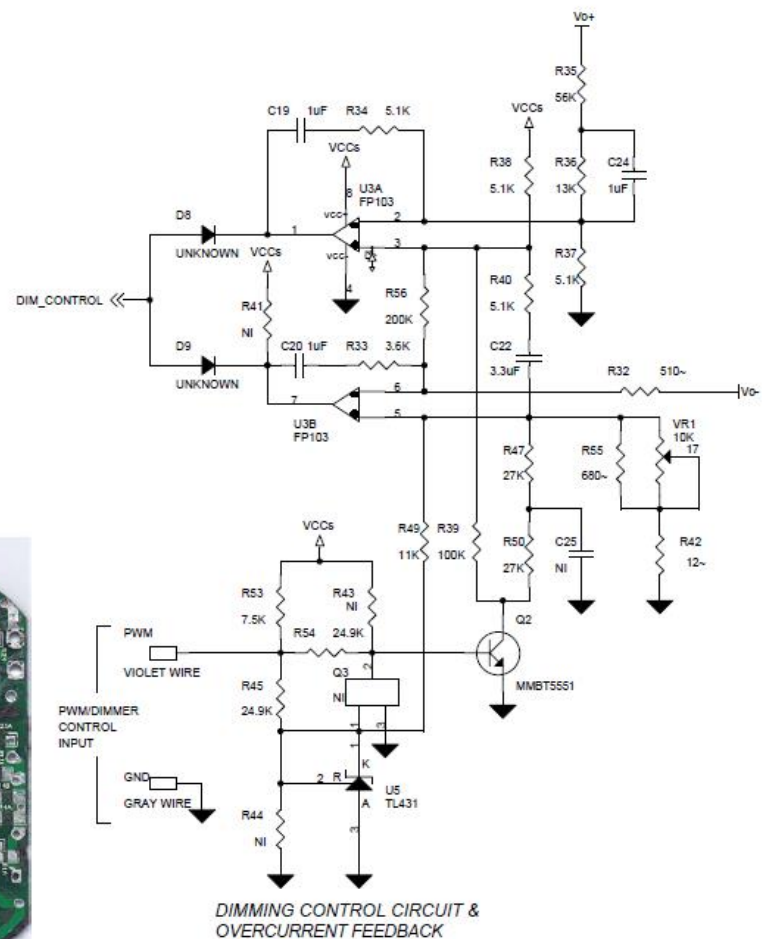 Vo+
R35
56K
C19 1uF R34 5.1K
VCCs
VCCs
R38
5.1K
R36
13K
C24
1uF
U3A
FP103
8
vcc+
2
D8
1
3
UNKNOWN
VCCs
vcc-
4
R37
5.1K
R40
5.1K
R56
200K
DIM_CONTROL
R41
NI
D9
C20 1uF R33 3.6K
C22
3.3uF
R32 510~
UNKNOWN
7
6
Vo-
5
U3B
FP103
VR1
10K
17
R55
680~
R47
27K
R49
11K
R39
100K
VCCs
R50
27K
C25
NI
R42
12~
R53
7.5K
R43
NI
Q2
PWM
R54 24.9K
VIOLET WIRE
Q3
NI
2
MMBT5551
R45
24.9K
PWM/DIMMER
CONTROL
INPUT
1
3
1
K
GND
2 R
U5
TL431
GRAY WIRE
A
R44
NI
3
DIMMING CONTROL CIRCUIT &
OVERCURRENT FEEDBACK